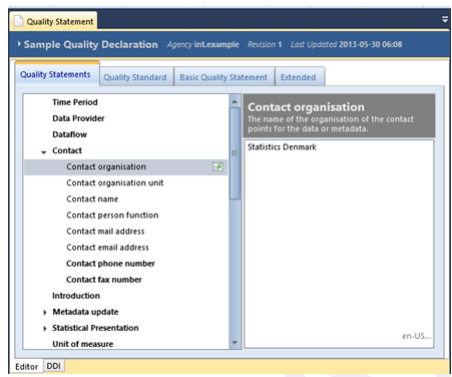 Quality Statement
Sample Quality Declaration Agency int.example Revision 1 Last Updated 2013-05-30 06:08
Quality Statements Quality Standard Basic Quality Statement Extended
Time Period
Data Provider
Dataflow
Contact
Contact organisation
Contact organisation unit
Contact name
Contact person function
Contact mail address
Contact email address
Contact phone number
Contact fax number
Introduction
Metadata update
Statistical Presentation
Unit of measure
Contact organisation
The name of the organisation of the contact
points for the data or metadata.
Statistics Denmark
en-US...
Editor DDI